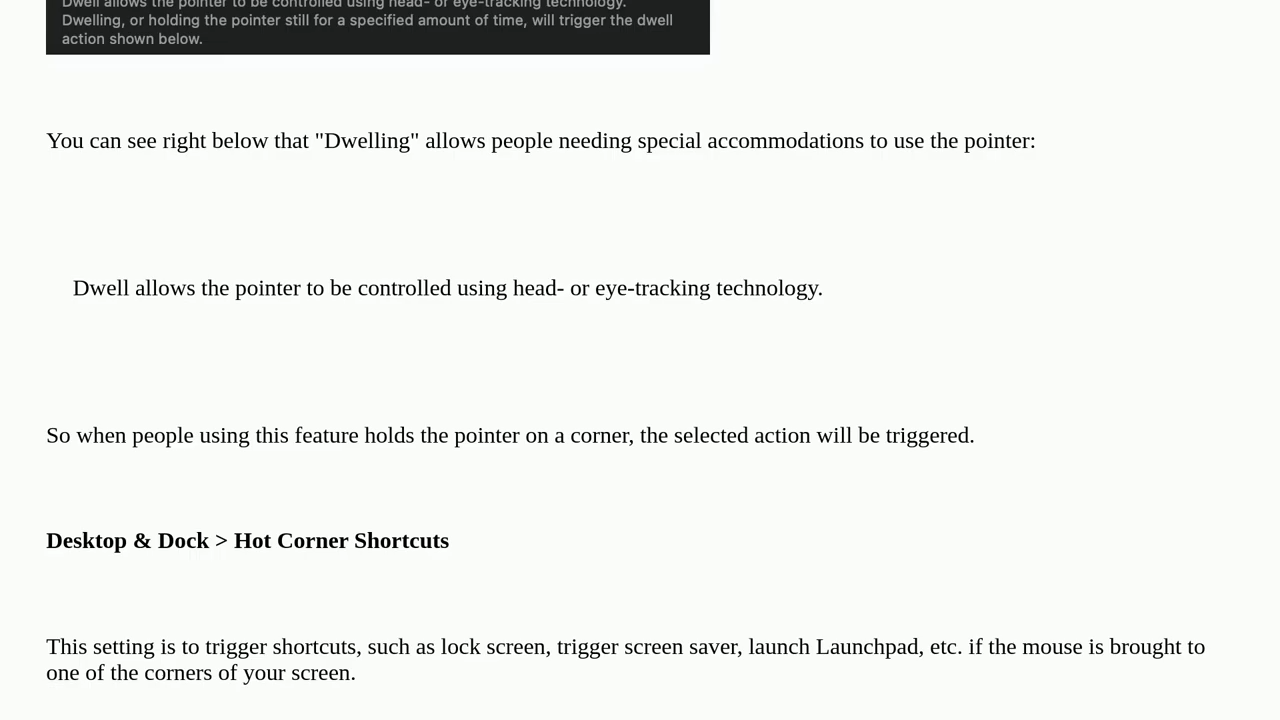 Dwell allows the pointer to be controlled using head- or eye-tracking technology.
Dwelling, or holding the pointer still for a specified amount of time, will trigger the dwell
action shown below.
You can see right below that "Dwelling" allows people needing special accommodations to use the pointer:
Dwell allows the pointer to be controlled using head- or eye-tracking technology.
So when people using this feature holds the pointer on a corner, the selected action will be triggered.
Desktop & Dock > Hot Corner Shortcuts
This setting is to trigger shortcuts, such as lock screen, trigger screen saver, launch Launchpad, etc. if the mouse is brought to
one of the corners of your screen.